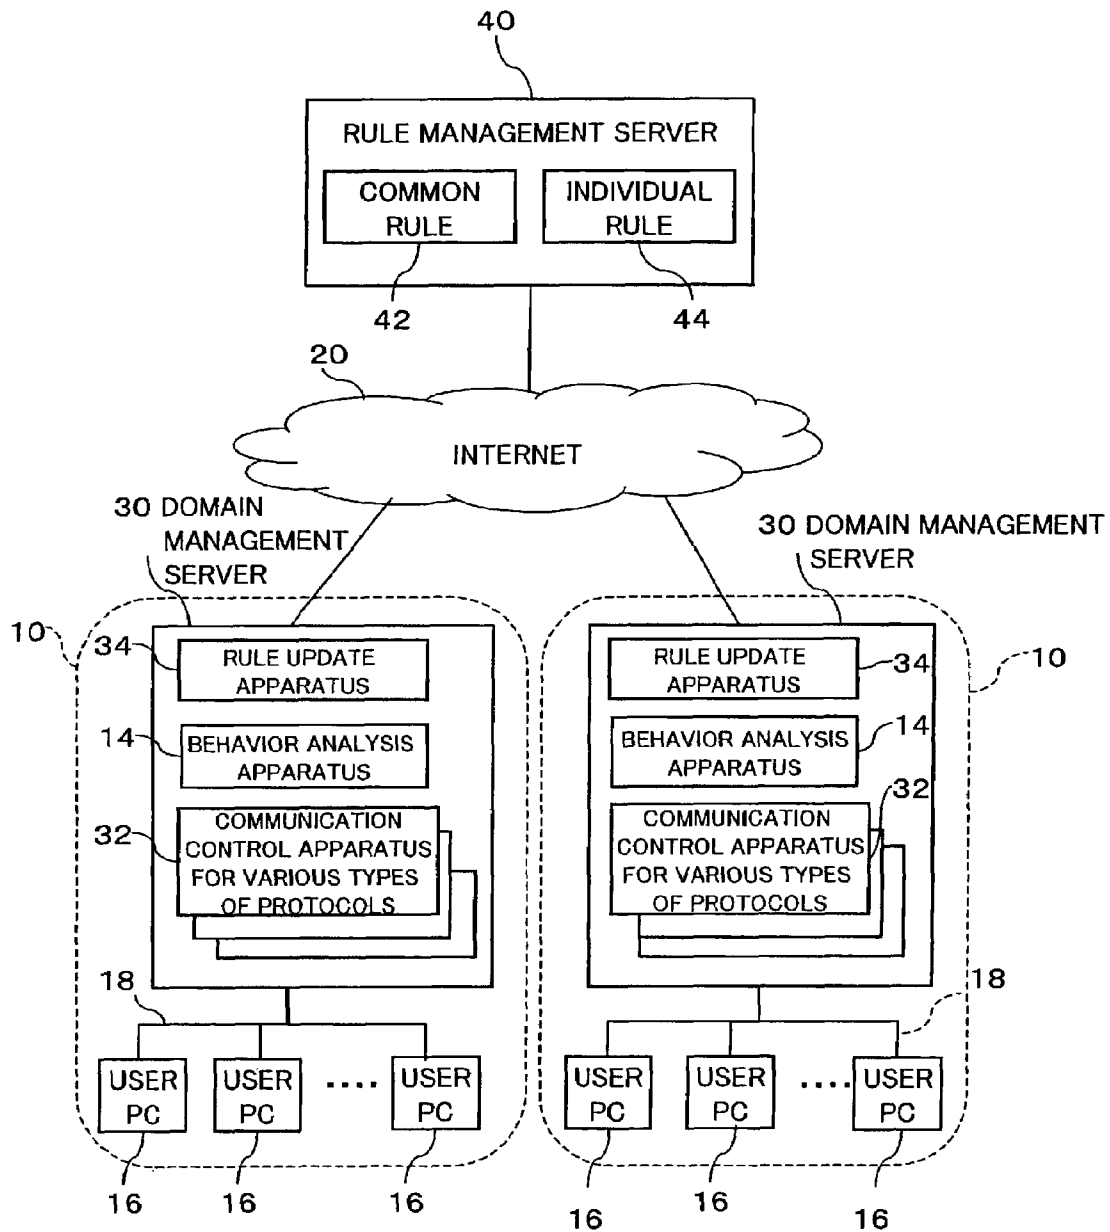 40
RULE MANAGEMENT SERVER
COMMON
RULE
INDIVIDUAL
RULE
42
44
20
INTERNET
30 DOMAIN
MANAGEMENT
SERVER
30 DOMAIN MANAGEMENT
SERVER
10
34
RULE UPDATE
APPARATUS
14
BEHAVIOR ANALYSIS
APPARATUS
32
COMMUNICATION
CONTROL APPARATUS
FOR VARIOUS TYPES
OF PROTOCOLS
18
USER
PC
USER
PC
....
USER
PC
16
16
16
RULE UPDATE
APPARATUS
34
10
BEHAVIOR ANALYSIS
APPARATUS
14
32
COMMUNICATION
CONTROL APPARATUS
FOR VARIOUS TYPES
OF PROTOCOLS
18
USER
PC
USER
PC
....
USER
PC
16
16
16